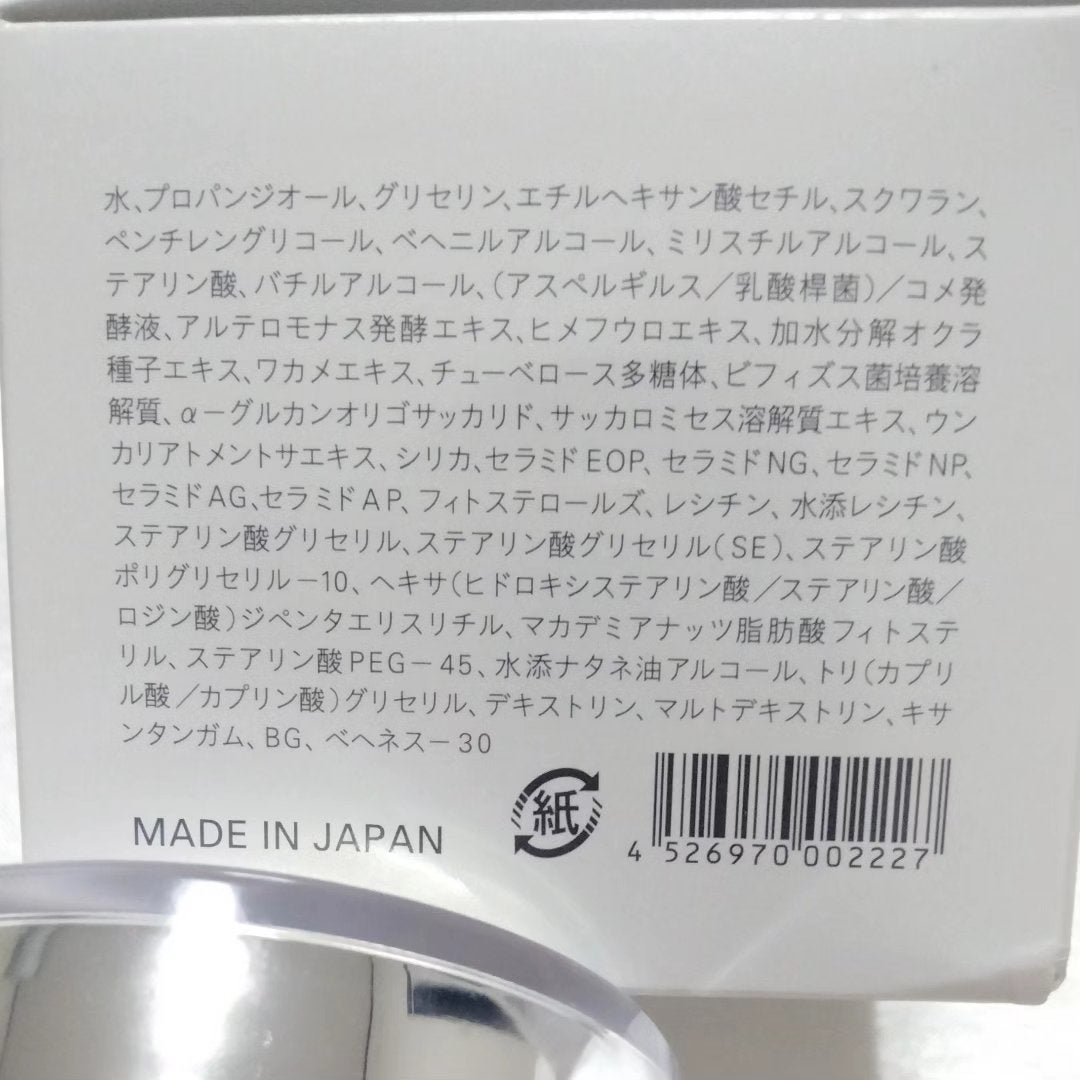 水、プロパンジオール、グリセリン、エチルヘキサン酸セチル、スクワラン、
ペンチレングリコール、ベヘニルアルコール、ミリスチルアルコール、ス
テアリン酸、バチルアルコール、(アスペルギルス／乳酸桿菌)／コメ発
酵液、アルテロモナス発酵エキス、ヒメフウロエキス、加水分解オクラ
種子エキス、ワカメエキス、チューベロース多糖体、ビフィズス菌培養溶
解質、α－グルカンオリゴサッカリド、サッカロミセス溶解質エキス、ウン
カリアトメントサエキス、シリカ、セラミドEOP、セラミドNG、セラミドNP、
セラミドAG、セラミドAP、フィトステロールズ、レシチン、水添レシチン、
ステアリン酸グリセリル、ステアリン酸グリセリル(SE)、ステアリン酸
ポリグリセリル－10、ヘキサ(ヒドロキシステアリン酸／ステアリン酸／
ロジン酸)ジペンタエリスリチル、マカデミアナッツ脂肪酸フィトステ
リル、ステアリン酸PEG－45、水添ナタネ油アルコール、トリ(カプリ
ル酸／カプリン酸)グリセリル、デキストリン、マルトデキストリン、キサ
ンタンガム、BG、ベヘネス－30
MADE IN JAPAN
紙
4 526970 002227